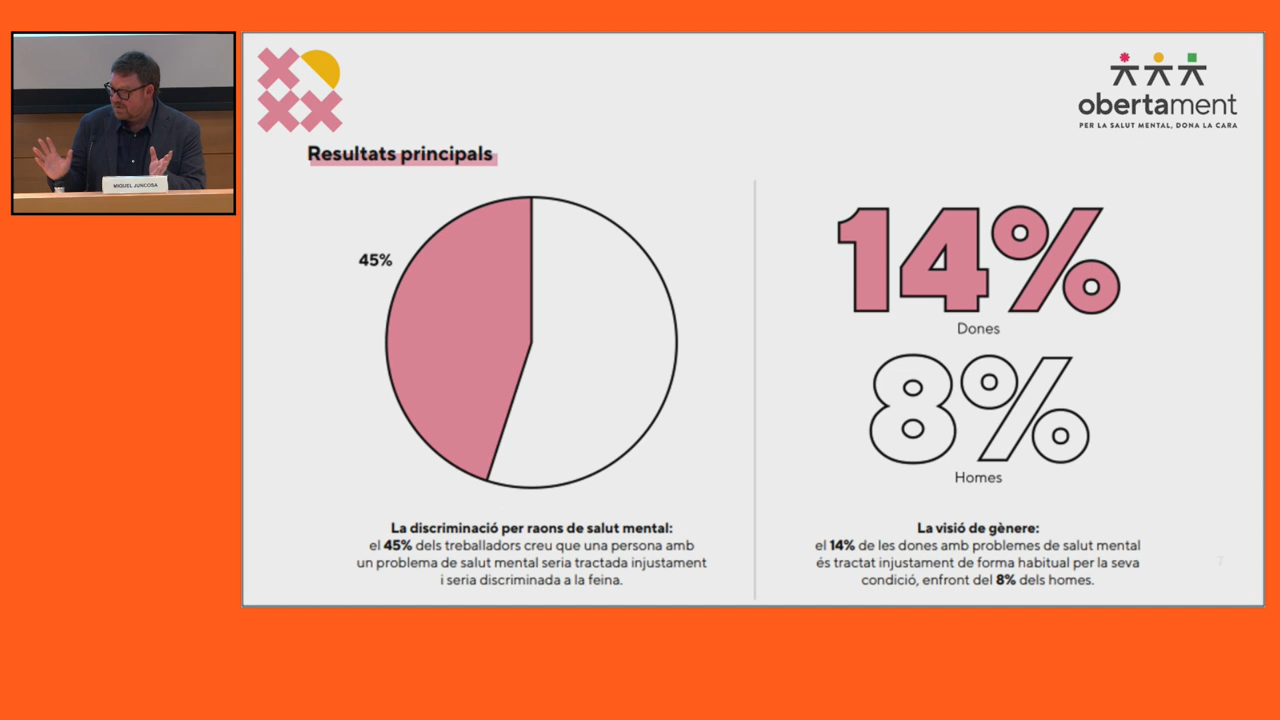 MIQUEL JUNCOSA
obertament
PER LA SALUT MENTAL, DONA LA CARA
Resultats principals
45%
La discriminació per raons de salut mental:
el 45% dels treballadors creu que una persona amb
un problema de salut mental seria tractada injustament
i seria discriminada a la feina.
14%
Dones
8%
Homes
La visió de gènere:
el 14% de les dones amb problemes de salut mental
és tractat injustament de forma habitual per la seva
condició, enfront del 8% dels homes.
7